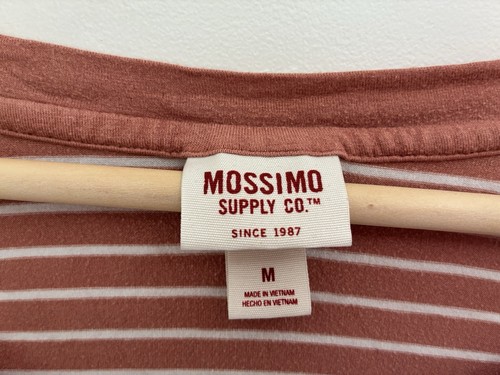 MOSSIMO
SUPPLY CO.™
SINCE 1987
M
MADE IN VIETNAM
HECHO EN VIETNAM